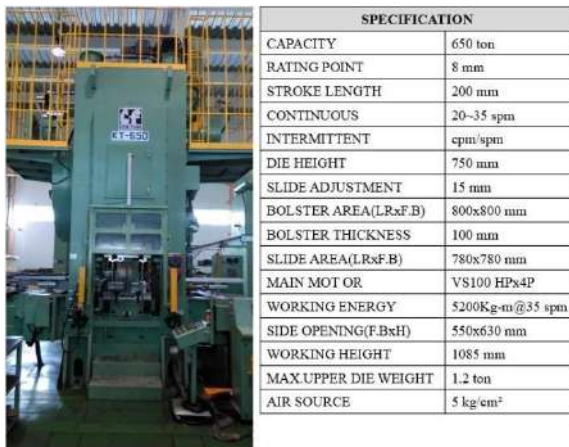 KT-650
SPECIFICATION
CAPACITY 650 ton
RATING POINT 8 mm
STROKE LENGTH 200 mm
CONTINUOUS 20~35 spm
INTERMITTENT cpm/spm
DIE HEIGHT 750 mm
SLIDE ADJUSTMENT 15 mm
BOLSTER AREA(LRxF.B) 800x800 mm
BOLSTER THICKNESS 100 mm
SLIDE AREA(LRxF.B) 780x780 mm
MAIN MOT OR VS100 HPx4P
WORKING ENERGY 5200Kg-m@35 spm
SIDE OPENING(F.BxH) 550x630 mm
WORKING HEIGHT 1085 mm
MAX.UPPER DIE WEIGHT 1.2 ton
AIR SOURCE 5 kg/cm²